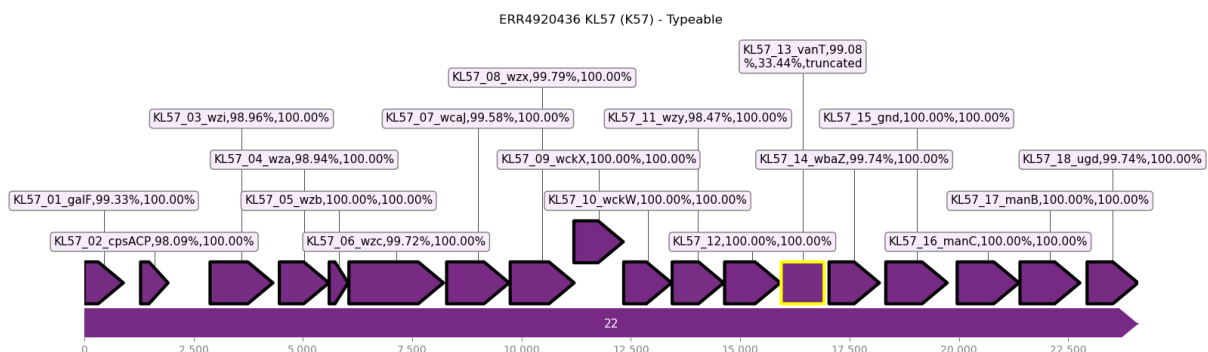 ERR4920436 KL57 (K57) - Typeable
KL57_13_vanT,99.08
%,33.44%,truncated
KL57_08_wzx,99.79%,100.00%
KL57_03_wzi,98.96%,100.00%
KL57_07_wcaJ,99.58%,100.00%
KL57_11_wzy,98.47%,100.00%
KL57_15_gnd,100.00%,100.00%
KL57_04_wza,98.94%,100.00%
KL57_09_wckX,100.00%,100.00%
KL57_14_wbaZ,99.74%,100.00%
KL57_18_ugd,99.74%,100.00%
KL57_01_galF,99.33%,100.00%
KL57_05_wzb,100.00%,100.00%
KL57_10_wckW,100.00%,100.00%
KL57_17_manB,100.00%,100.00%
KL57_02_cpsACP,98.09%,100.00%
KL57_06_wzc,99.72%,100.00%
KL57_12,100.00%,100.00%
KL57_16_manC,100.00%,100.00%
22
0 2 500 5 000 7 500 10 000 12 500 15 000 17 500 20 000 22 500